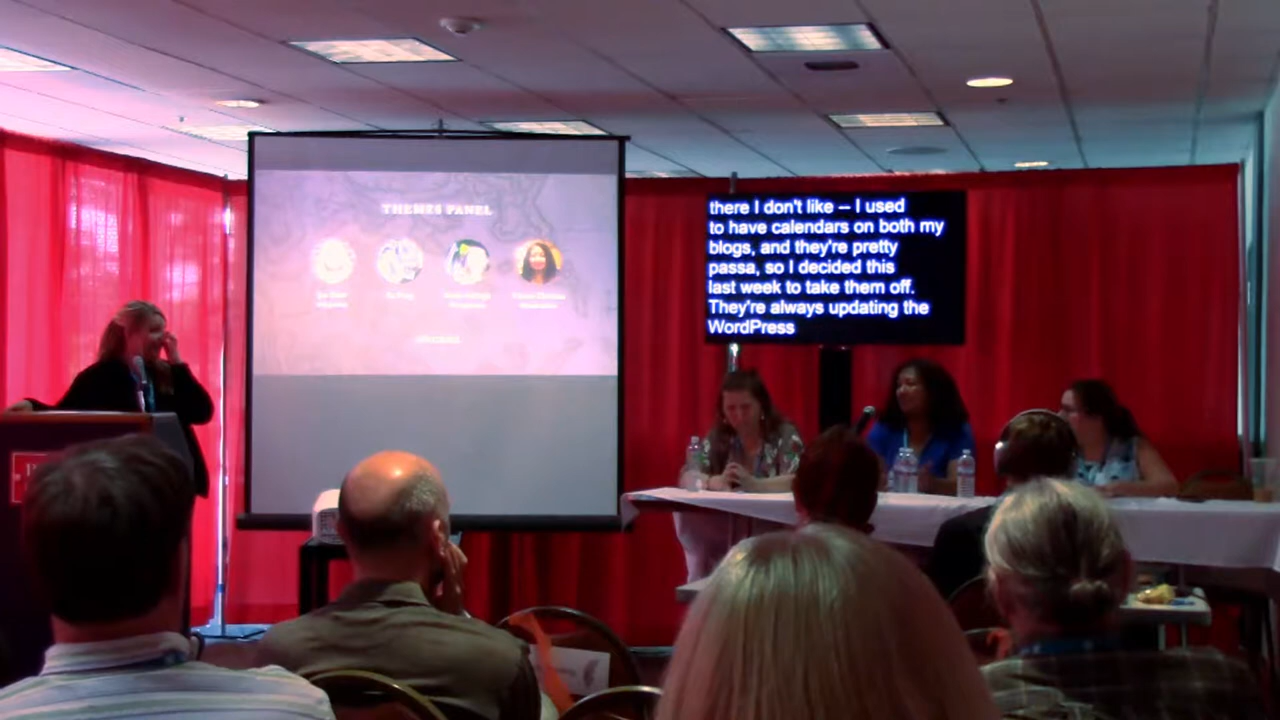 THEMES PANEL
there I don't like -- I used
to have calendars on both my
blogs, and they're pretty
passa, so I decided this
last week to take them off.
They're always updating the
WordPress